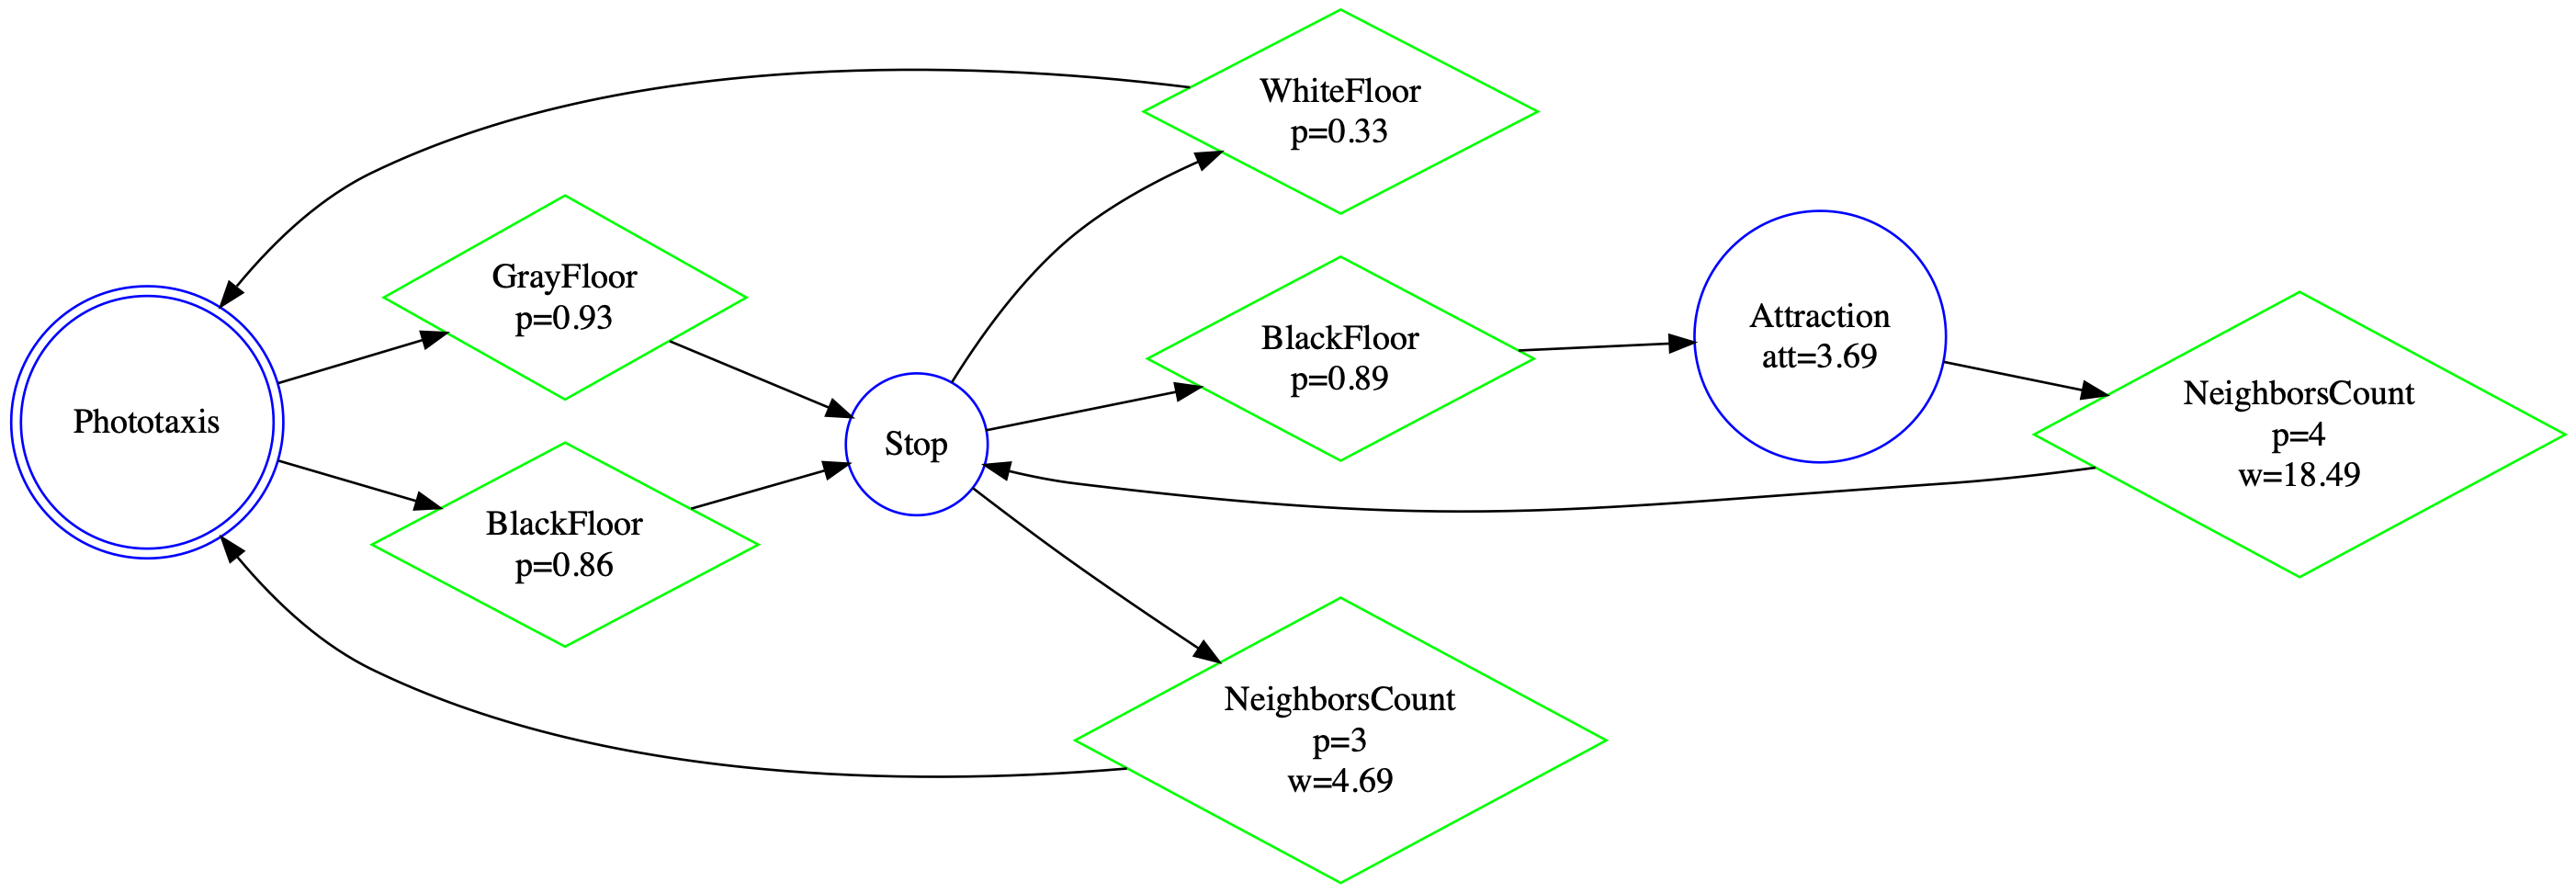 WhiteFloor
p=0.33
GrayFloor
p=0.93
BlackFloor
p=0.89
Attraction
att=3.69
NeighborsCount
p=4
w=18.49
Phototaxis
Stop
BlackFloor
p=0.86
NeighborsCount
p=3
w=4.69